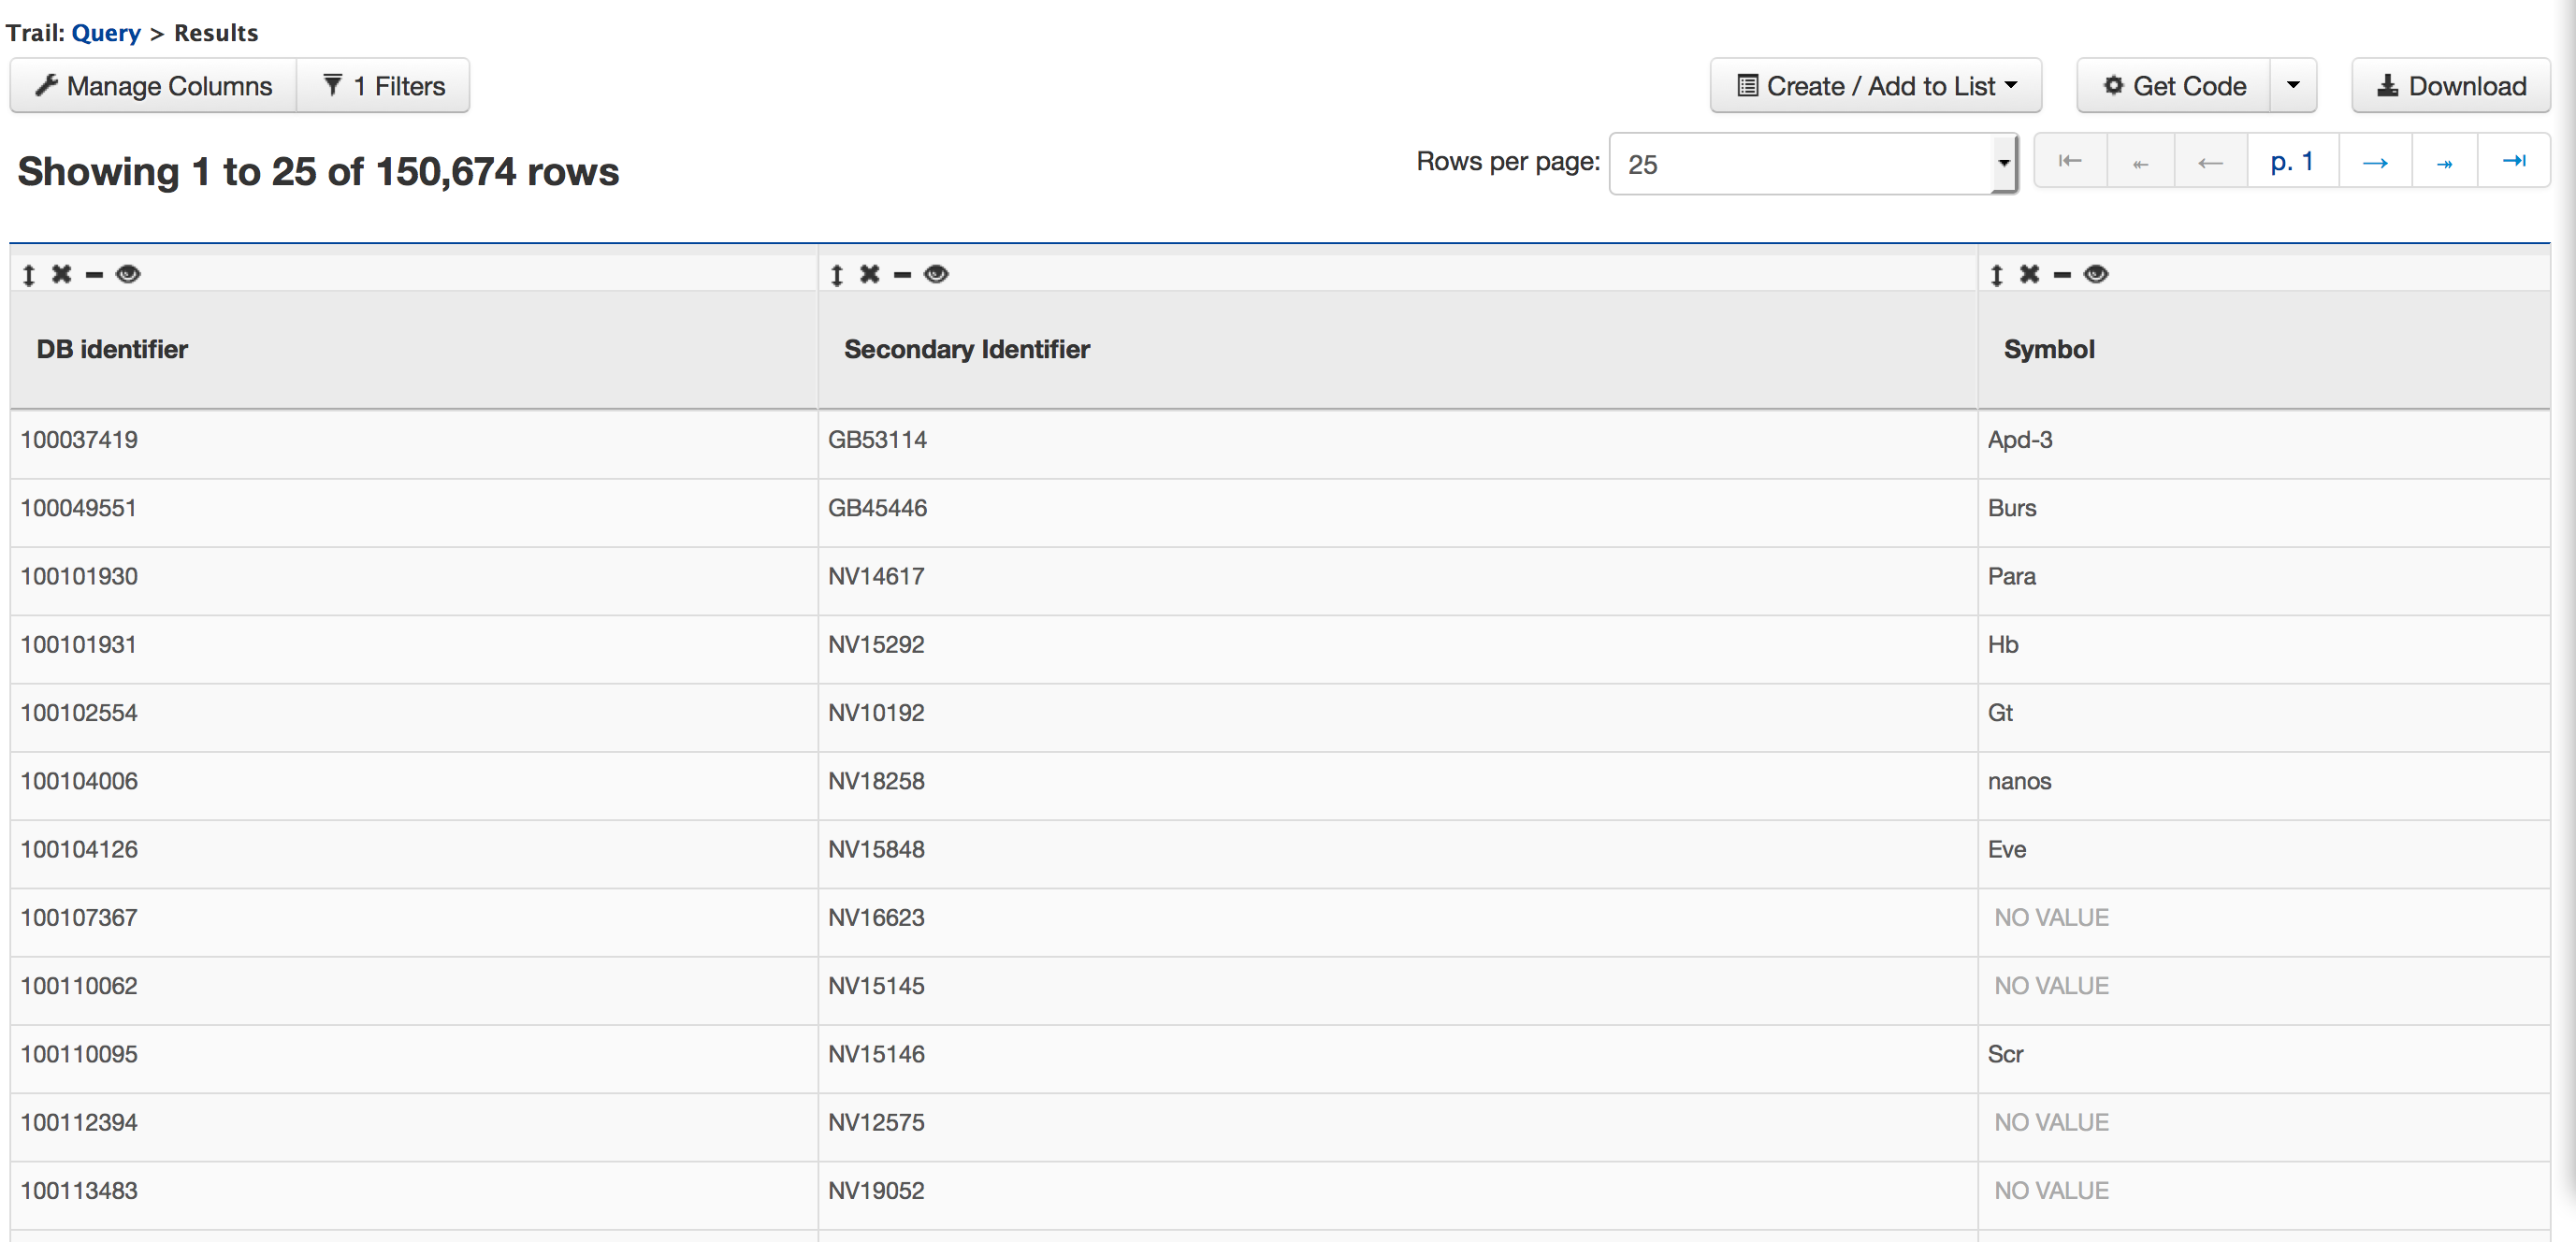 Trail: Query > Results
Manage Columns 1 Filters Create / Add to List Get Code Download
Showing 1 to 25 of 150,674 rows Rows per page: 25 p. 1
DB identifier Secondary Identifier Symbol
100037419 GB53114 Apd-3
100049551 GB45446 Burs
100101930 NV14617 Para
100101931 NV15292 Hb
100102554 NV10192 Gt
100104006 NV18258 nanos
100104126 NV15848 Eve
100107367 NV16623 NO VALUE
100110062 NV15145 NO VALUE
100110095 NV15146 Scr
100112394 NV12575 NO VALUE
100113483 NV19052 NO VALUE